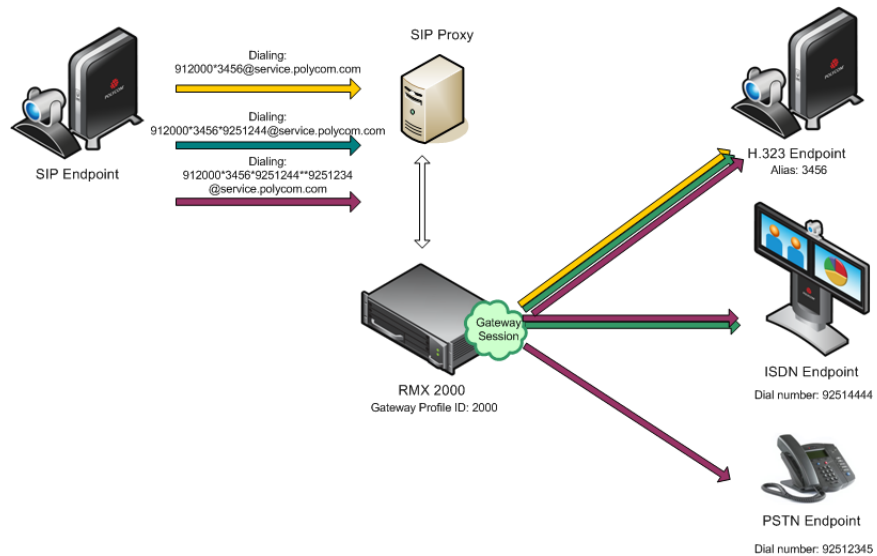 SIP Proxy
Dialing:
912000*3456@service.polycom.com
Dialing:
912000*3456*9251244@service.polycom.com
Dialing:
912000*3456*9251244**9251234
@service.polycom.com
POLYCOM
SIP Endpoint
POLYCOM
H.323 Endpoint
Alias: 3456
Gateway
Session
RMX 2000
Gateway Profile ID: 2000
ISDN Endpoint
Dial number: 92514444
PSTN Endpoint
Dial number: 92512345